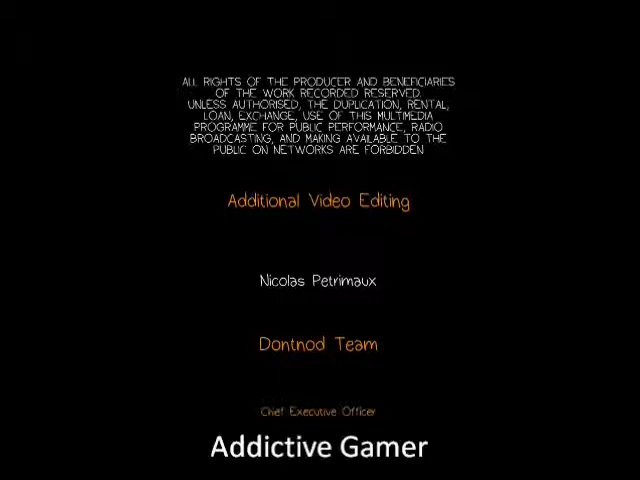 ALL RIGHTS OF THE PRODUCER AND BENEFICIARIES
OF THE WORK RECORDED RESERVED.
UNLESS AUTHORISED, THE DUPLICATION, RENTAL,
LOAN, EXCHANGE, USE OF THIS MULTIMEDIA
PROGRAMME FOR PUBLIC PERFORMANCE, RADIO
BROADCASTING, AND MAKING AVAILABLE TO THE
PUBLIC ON NETWORKS ARE FORBIDDEN
Additional Video Editing
Nicolas Petrimaux
Dontnod Team
Chief Executive Officer
Addictive Gamer